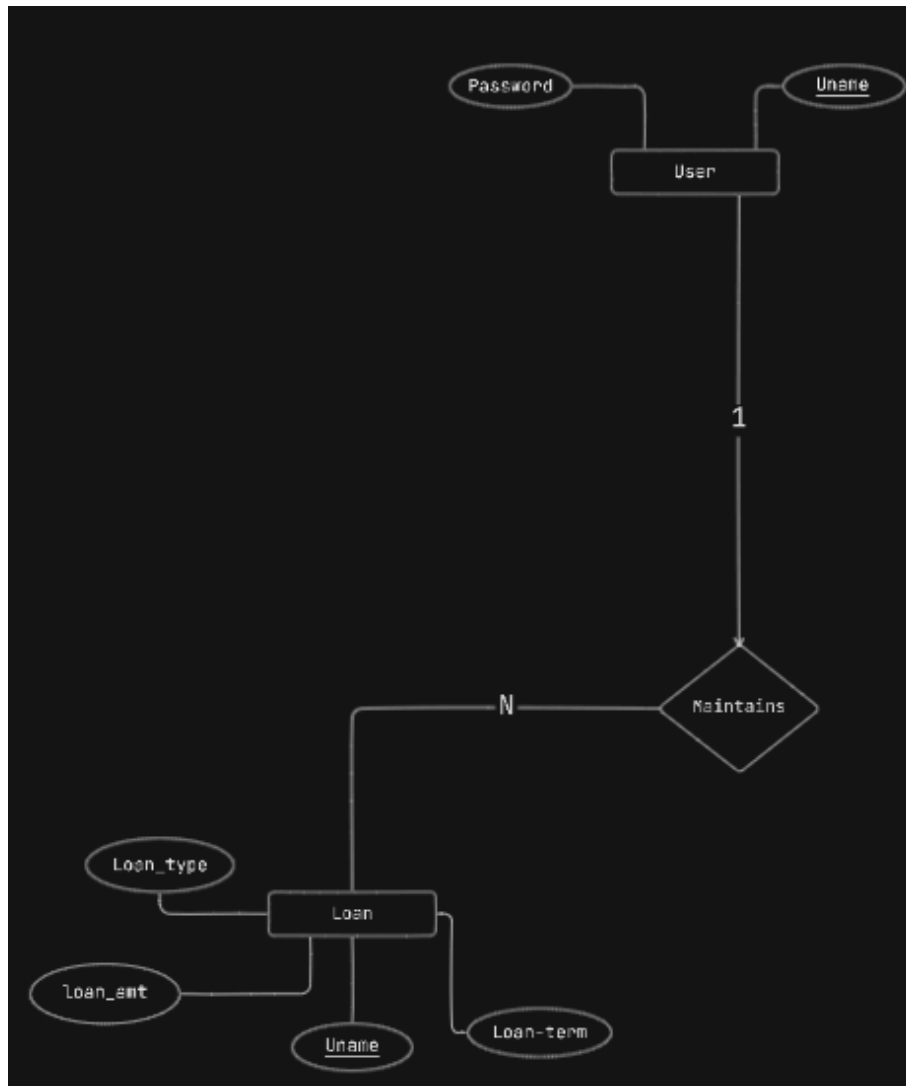 Password
Uname
User
1
Maintains
N
Loan_type
Loan
loan_amt
Uname
Loan-term